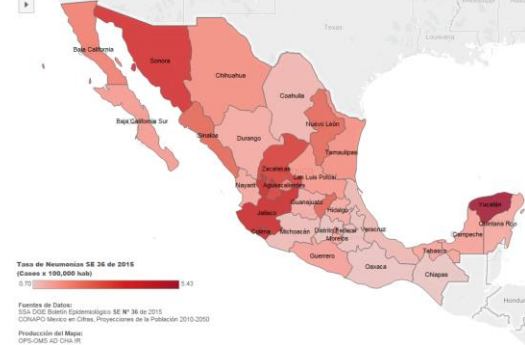 Texas
Louisiana
Baja California
Sonora
Chihuahua
Coahuila
Baja California Sur
Nuevo León
Sinaloa
Durango
Tamaulipas
Zacatecas
San Luis Potosí
Nayarit
Aguascalientes
Yucatán
Guanajuato
Quintana Roo
Jalisco
Hidalgo
Colima
Michoacán
Distrito Federal
Veracruz
Campeche
Morelos
Tabasco
Guerrero
Oaxaca
Chiapas
Tasa de Neumonías SE 36 de 2015
(Casos x 100,000 hab)
0.70
5.43
Fuentes de Datos:
SSA DGE Boletín Epidemiológico SE Nº 36 de 2015
CONAPO Mexico en Cifras, Proyecciones de la Población 2010-2050
Producción del Mapa:
OPS-OMS AD CHA IR